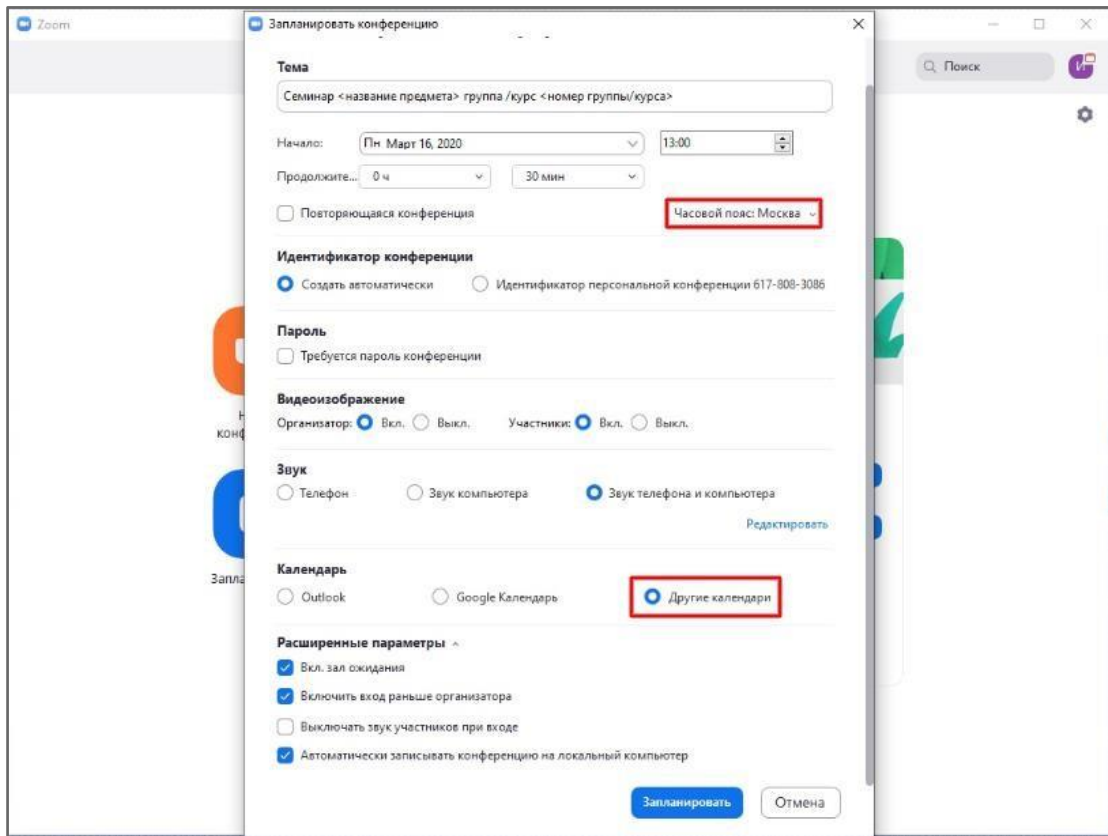 Zoom
Запланировать конференцию
Поиск
И
Тема
Семинар <название предмета> группа /курс <номер группы/курса>
Начало: Пн Март 16, 2020 13:00
Продолжите... 0 ч 30 мин
Повторяющаяся конференция Часовой пояс: Москва
Идентификатор конференции
Создать автоматически Идентификатор персональной конференции 617-808-3086
Пароль
Требуется пароль конференции
Видеоизображение
Организатор: Вкл. Выкл. Участники: Вкл. Выкл.
Н
конф
Звук
Телефон Звук компьютера Звук телефона и компьютера
Редактировать
Календарь
Запла
Outlook Google Календарь Другие календари
Расширенные параметры
Вкл. зал ожидания
Включить вход раньше организатора
Выключать звук участников при входе
Автоматически записывать конференцию на локальный компьютер
Запланировать Отмена